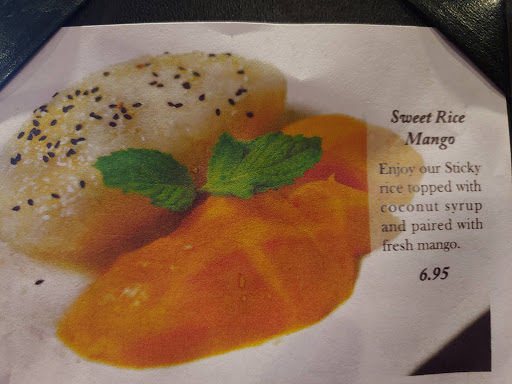 Sweet Rice
Mango
Enjoy our Sticky
rice topped with
coconut syrup
and paired with
fresh mango.
6.95